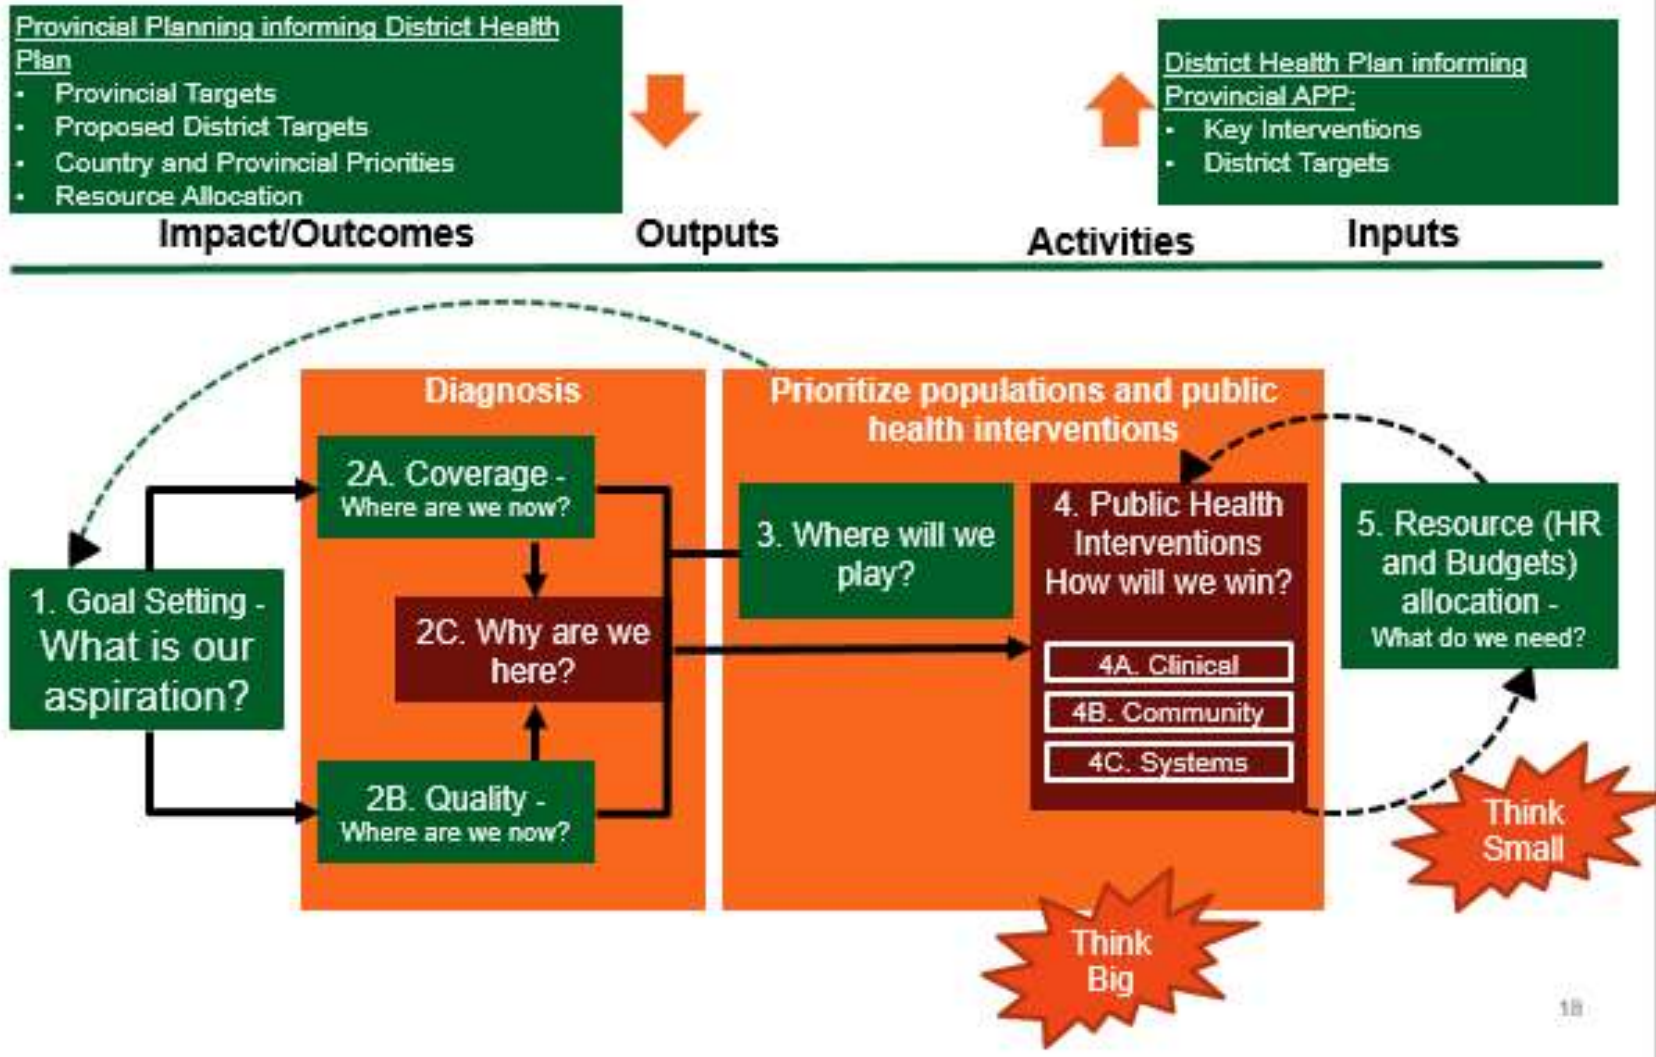 Provincial Planning informing District Health
Plan
• Provincial Targets
• Proposed District Targets
• Country and Provincial Priorities
• Resource Allocation
District Health Plan informing
Provincial APP:
• Key Interventions
• District Targets
Impact/Outcomes
Outputs
Activities
Inputs
Diagnosis
Prioritize populations and public
health interventions
1. Goal Setting -
What is our
aspiration?
2A. Coverage -
Where are we now?
2C. Why are we
here?
2B. Quality -
Where are we now?
3. Where will we
play?
4. Public Health
Interventions
How will we win?
4A. Clinical
4B. Community
4C. Systems
5. Resource (HR
and Budgets)
allocation -
What do we need?
Think
Small
Think
Big
18